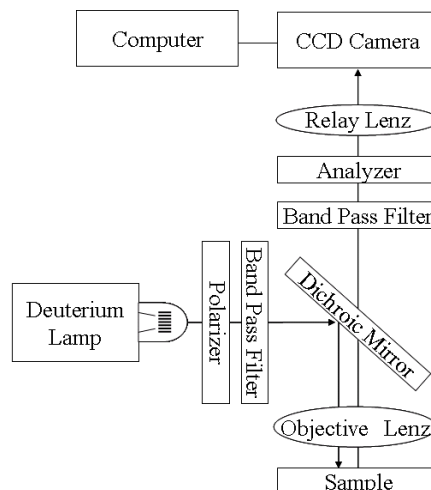 Computer
CCD Camera
Relay Lenz
Analyzer
Band Pass Filter
Deuterium
Lamp
Polarizer
Band Pass Filter
Dichroic Mirror
Objective Lenz
Sample